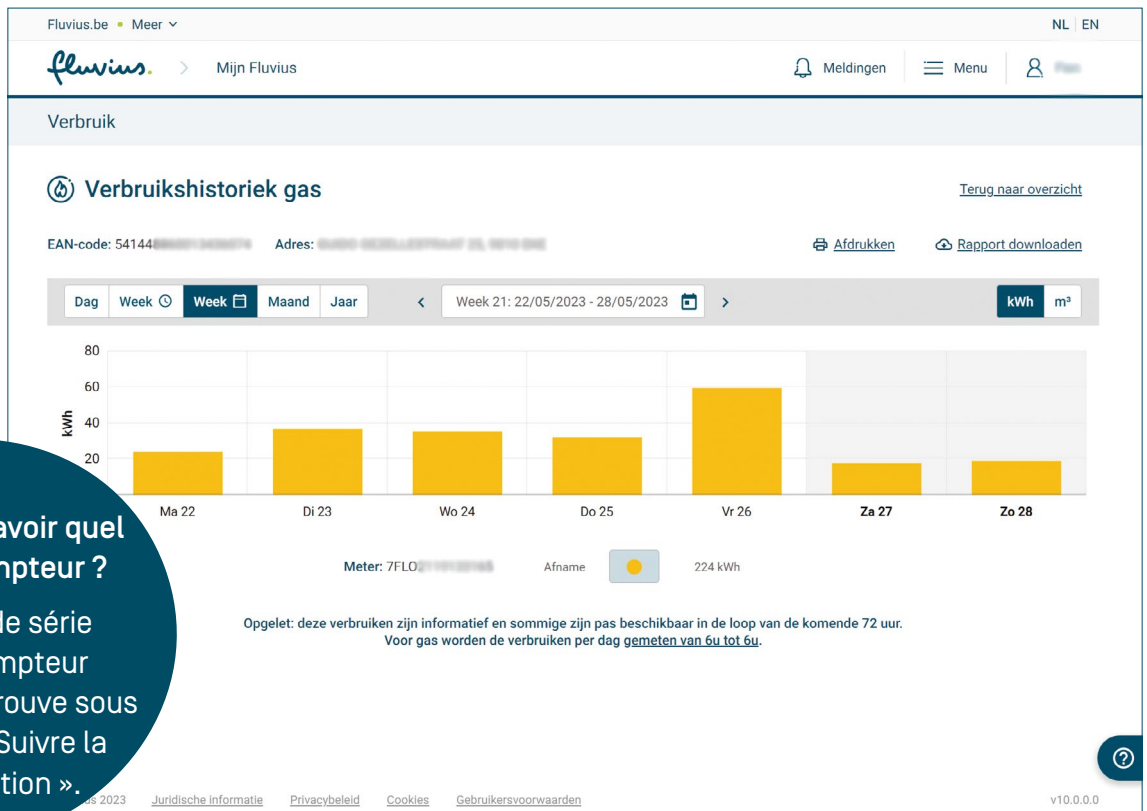 Fluvius.be • Meer
NL | EN
fluvius. > Mijn Fluvius
Meldingen
Menu
Verbruik
Verbruikshistoriek gas
Terug naar overzicht
EAN-code: 54144
Adres:
Afdrukken
Rapport downloaden
Dag Week Week Maand Jaar
< Week 21: 22/05/2023 - 28/05/2023 >
kWh m³
80
60
40
20
kWh
Ma 22 Di 23 Wo 24 Do 25 Vr 26 Za 27 Zo 28
Meter: 7FLO
Afname
224 kWh
Opgelet: deze verbruiken zijn informatief en sommige zijn pas beschikbaar in de loop van de komende 72 uur.
Voor gas worden de verbruiken per dag gemeten van 6u tot 6u.
avoir quel
mpteur ?
de série
mpteur
rouve sous
Suivre la
tion ».
2023 Juridische informatie Privacybeleid Cookies Gebruikersvoorwaarden
v10.0.0.0